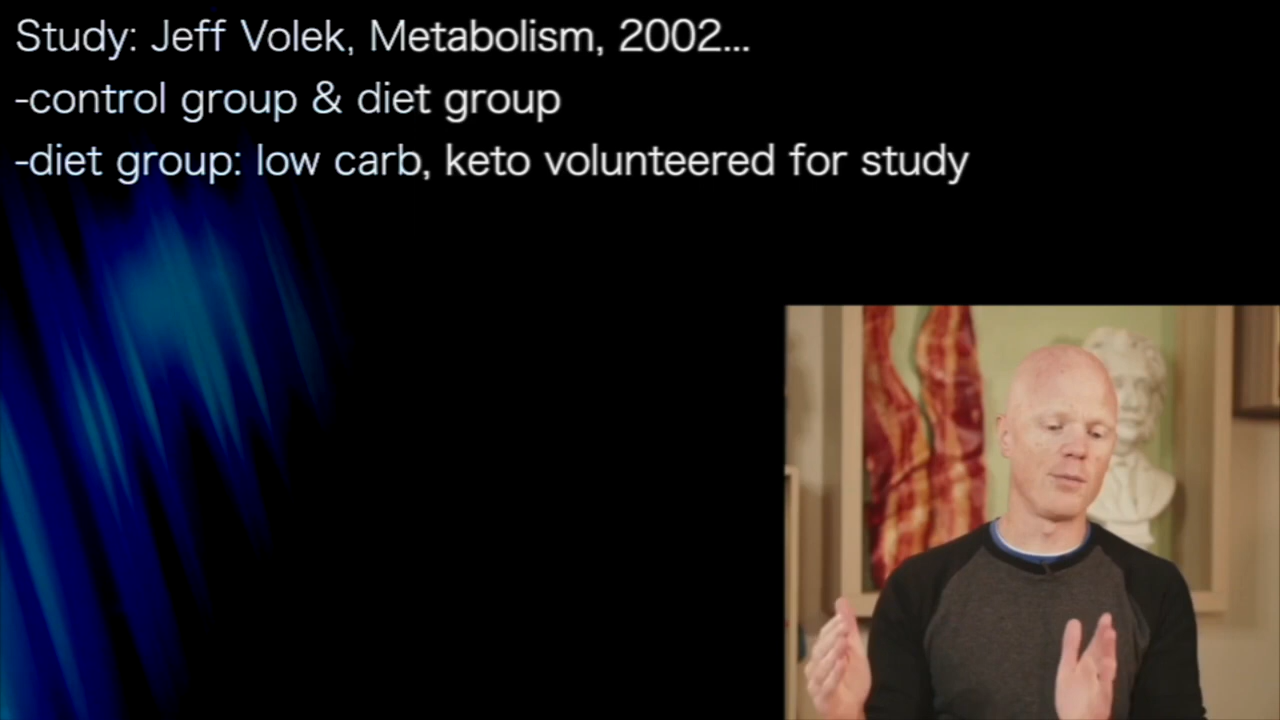 Study: Jeff Volek, Metabolism, 2002...
-control group & diet group
-diet group: low carb, keto volunteered for study